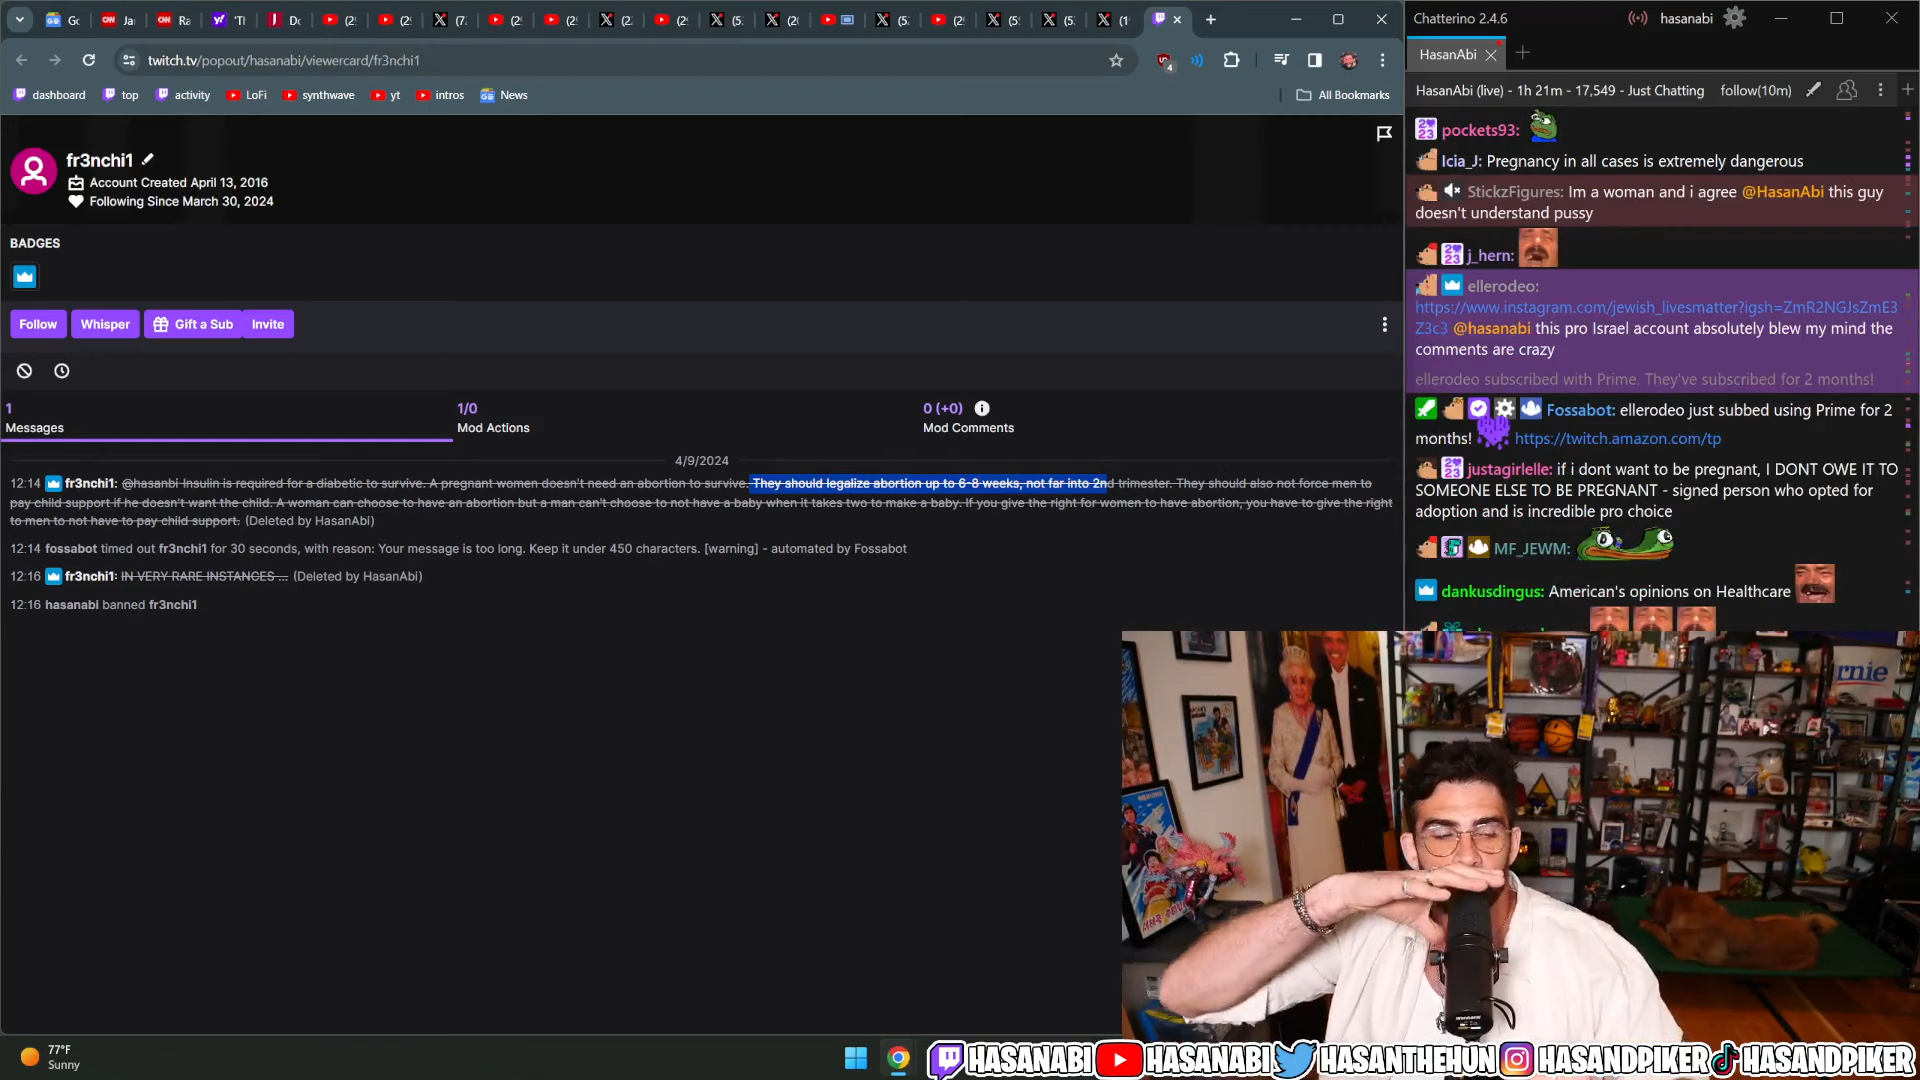 Chatterino 2.4.6
hasanabi
twitch.tv/popout/hasanabi/viewercard/fr3nchi1
HasanAbi
dashboard
top
activity
LoFi
synthwave
yt
intros
News
All Bookmarks
HasanAbi (live) - 1h 21m - 17,549 - Just Chatting
follow(10m)
fr3nchi1
Account Created April 13, 2016
Following Since March 30, 2024
BADGES
Follow
Whisper
Gift a Sub
Invite
1
Messages
1/0
Mod Actions
0 (+0)
Mod Comments
4/9/2024
12:14 fr3nchi1: @hasanbi Insulin is required for a diabetic to survive. A pregnant women doesn't need an abortion to survive. They should legalize abortion up to 6-8 weeks, not far into 2nd trimester. They should also not force men to
pay child support if he doesn't want the child. A woman can choose to have an abortion but a man can't choose to not have a baby when it takes two to make a baby. If you give the right for women to have abortion, you have to give the right
to men to not have to pay child support. (Deleted by HasanAbi)
12:14 fossabot timed out fr3nchi1 for 30 seconds, with reason: Your message is too long. Keep it under 450 characters. [warning] - automated by Fossabot
12:16 fr3nchi1: IN VERY RARE INSTANCES ... (Deleted by HasanAbi)
12:16 hasanabi banned fr3nchi1
pockets93:
Icia_J: Pregnancy in all cases is extremely dangerous
StickzFigures: Im a woman and i agree @HasanAbi this guy
doesn't understand pussy
j_hern:
ellerodeo:
https://www.instagram.com/jewish_livesmatter?igsh=ZmR2NGJsZmE3
Z3c3 @hasanabi this pro Israel account absolutely blew my mind the
comments are crazy
ellerodeo subscribed with Prime. They've subscribed for 2 months!
Fossabot: ellerodeo just subbed using Prime for 2
months! https://twitch.amazon.com/tp
justagirlelle: if i dont want to be pregnant, I DONT OWE IT TO
SOMEONE ELSE TO BE PREGNANT - signed person who opted for
adoption and is incredible pro choice
MF_JEWM:
dankusdingus: American's opinions on Healthcare
77°F
Sunny
HASANABI
HASANABI
HASANTHEHUN
HASANDPIKER
HASANDPIKER